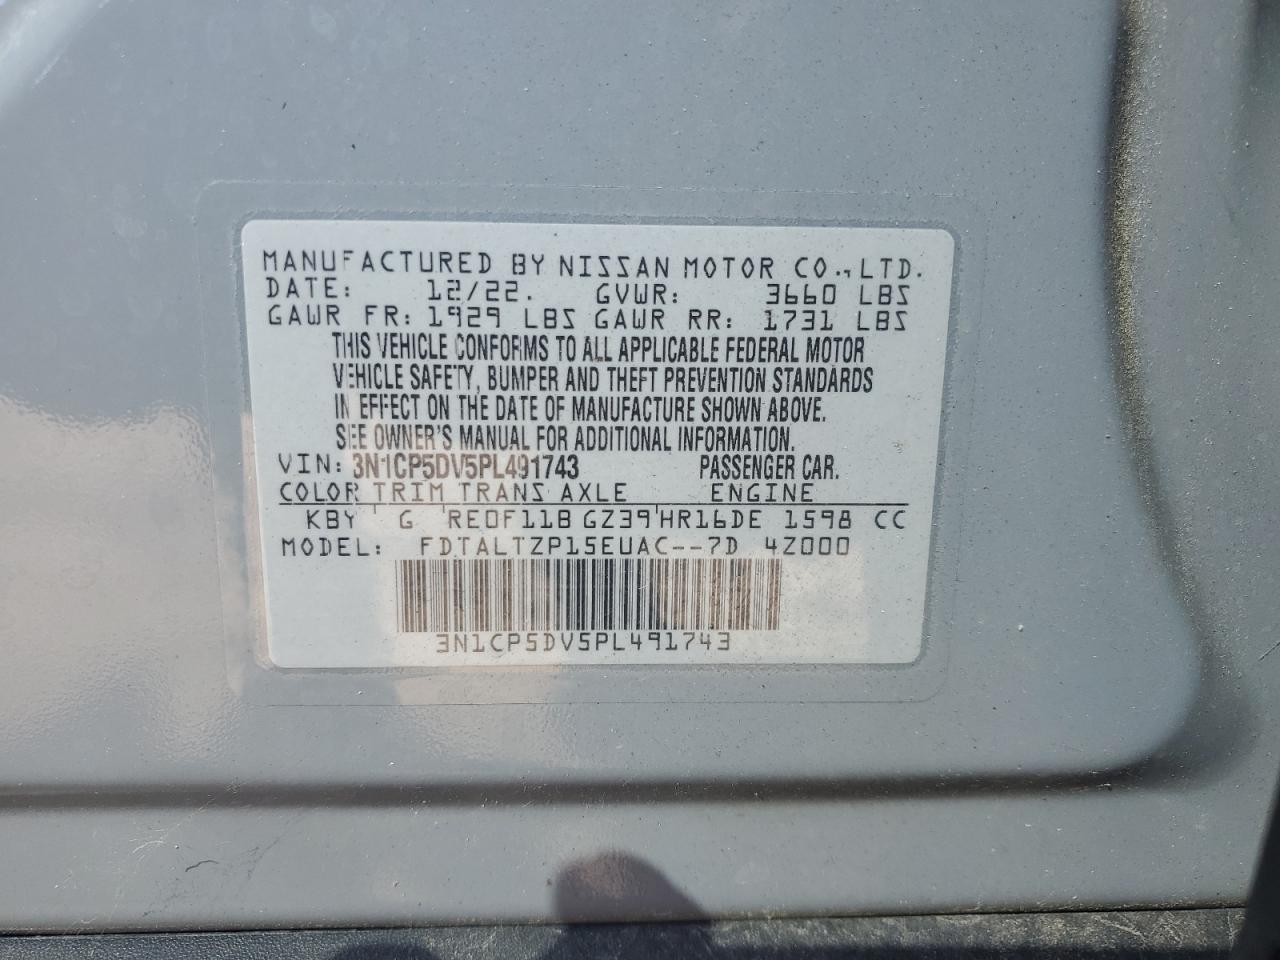 MANUFACTURED BY NISSAN MOTOR CO.,LTD.
DATE: 12/22. GVWR: 3660 LBS
GAWR FR: 1929 LBS GAWR RR: 1731 LBS
THIS VEHICLE CONFORMS TO ALL APPLICABLE FEDERAL MOTOR
VEHICLE SAFETY, BUMPER AND THEFT PREVENTION STANDARDS
IN EFFECT ON THE DATE OF MANUFACTURE SHOWN ABOVE.
SEE OWNER'S MANUAL FOR ADDITIONAL INFORMATION.
VIN: 3N1CP5DV5PL491743 PASSENGER CAR.
COLOR TRIM TRANS AXLE ENGINE
KBY G RE0F11B GZ39 HR16DE 1598 CC
MODEL: FDTALTZP15EUAC--7D 4Z000
3N1CP5DV5PL491743